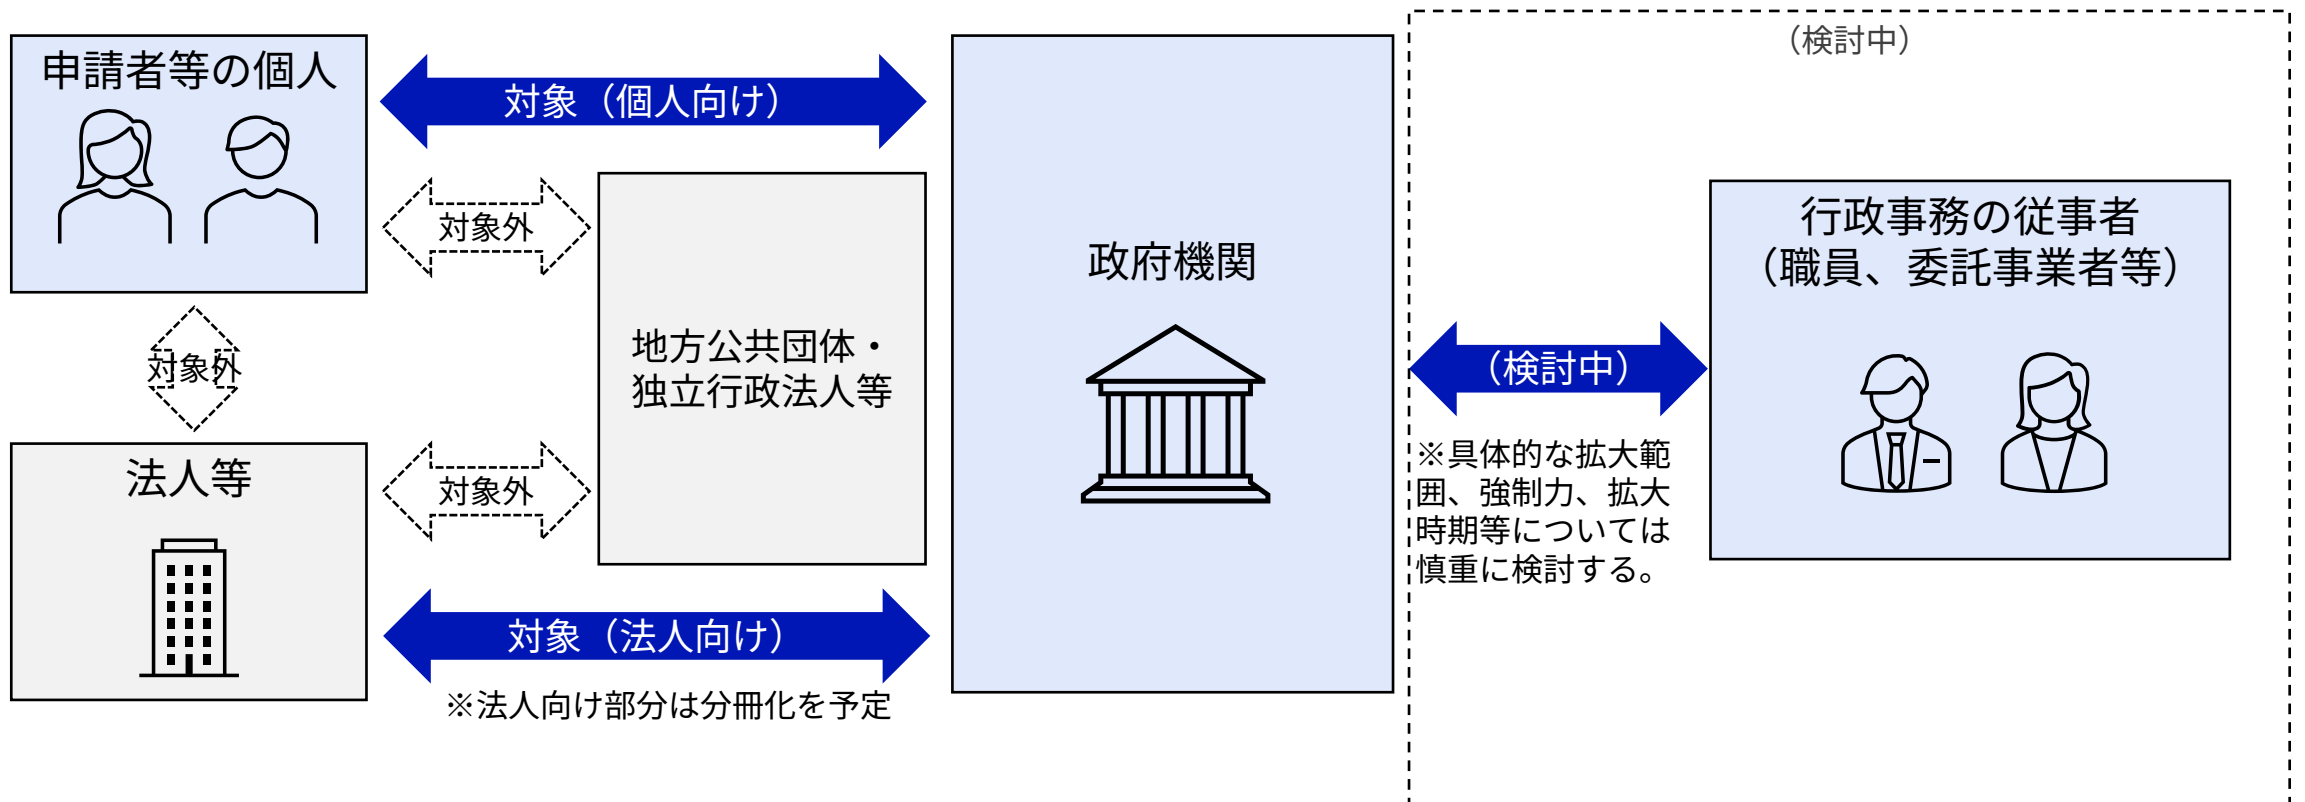 申請者等の個人
対象（個人向け）
対象外
対象外
法人等
対象外
地方公共団体・
独立行政法人等
対象（法人向け）
※法人向け部分は分冊化を予定
政府機関
（検討中）
（検討中）
※具体的な拡大範
囲、強制力、拡大
時期等については
慎重に検討する。
行政事務の従事者
（職員、委託事業者等）